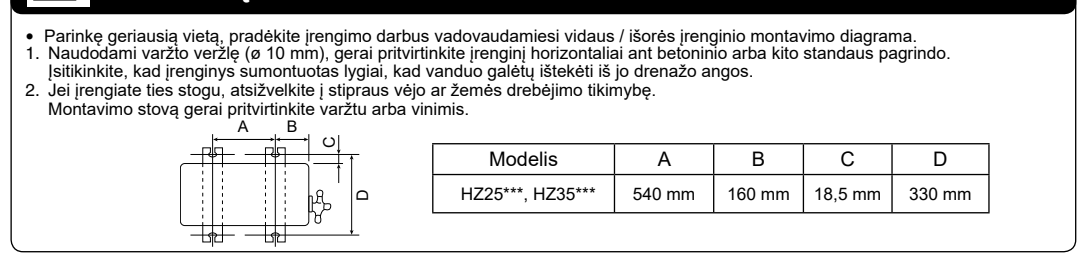 • Parinkę geriausią vietą, pradėkite įrengimo darbus vadovaudamiesi vidaus / išorės įrenginio montavimo diagrama.
1. Naudodami varžto veržlę (ø 10 mm), gerai pritvirtinkite įrenginį horizontaliai ant betoninio arba kito standaus pagrindo.
Įsitikinkite, kad įrenginys sumontuotas lygiai, kad vanduo galėtų ištekėti iš jo drenažo angos.
2. Jei įrengiate ties stogu, atsižvelkite į stipraus vėjo ar žemės drebėjimo tikimybę.
Montavimo stovą gerai pritvirtinkite varžtu arba vinimis.
A B
C
D
Modelis A B C D
HZ25***, HZ35*** 540 mm 160 mm 18,5 mm 330 mm